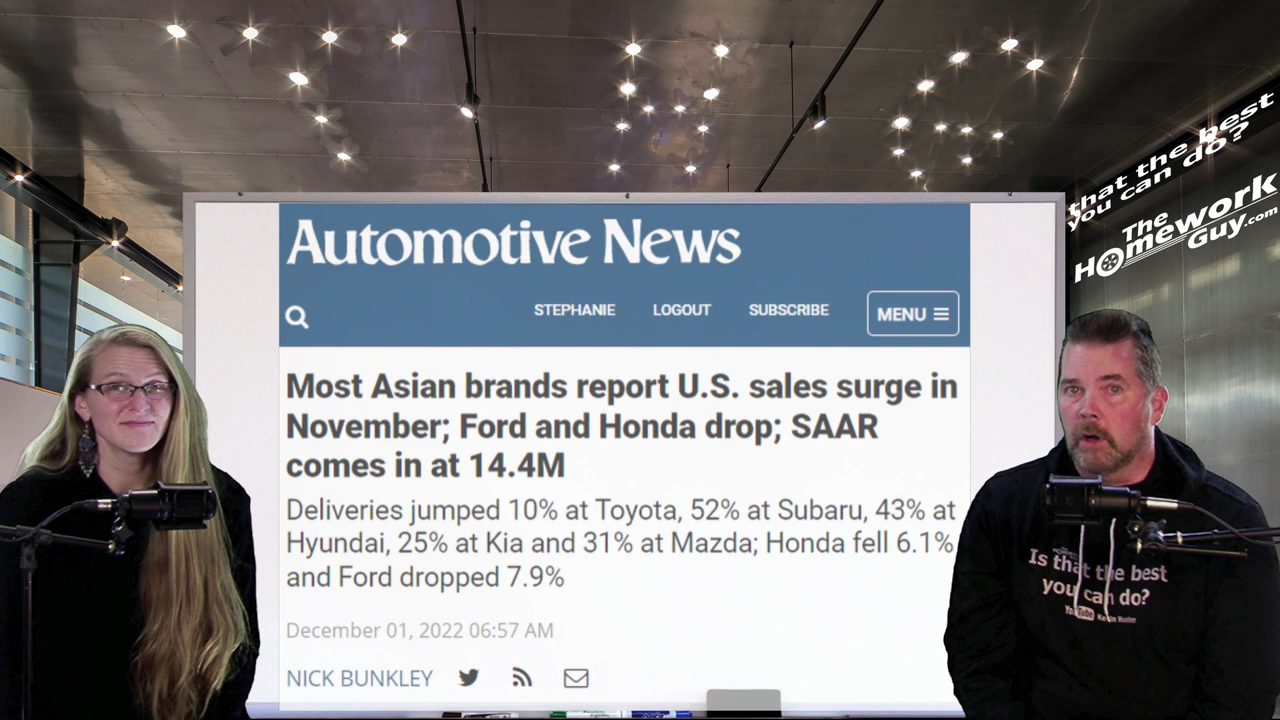 that the best
you can do?
The
Homework
Guy.com
Automotive News
STEPHANIE LOGOUT SUBSCRIBE MENU
Most Asian brands report U.S. sales surge in
November; Ford and Honda drop; SAAR
comes in at 14.4M
Deliveries jumped 10% at Toyota, 52% at Subaru, 43% at
Hyundai, 25% at Kia and 31% at Mazda; Honda fell 6.1%
and Ford dropped 7.9%
December 01, 2022 06:57 AM
NICK BUNKLEY
Is that the best
you can do?
YouTube Kevin Hunter